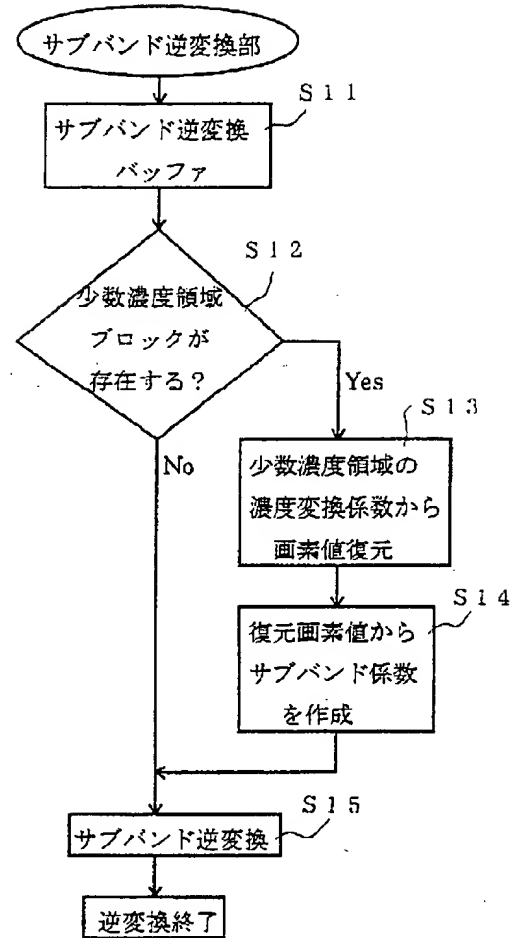 サブバンド逆変換部
S11
サブバンド逆変換
バッファ
S12
少数濃度領域
ブロックが
存在する？
Yes
No
S13
少数濃度領域の
濃度変換係数から
画素値復元
S14
復元画素値から
サブバンド係数
を作成
S15
サブバンド逆変換
逆変換終了